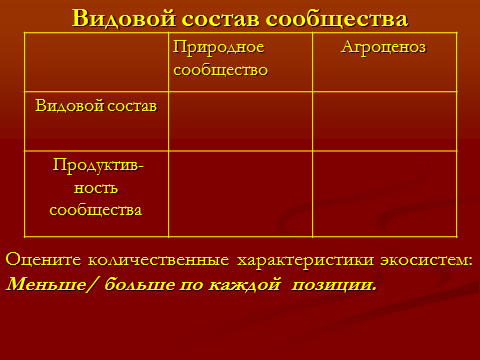 Видовой состав сообщества
Природное
сообщество
Агроценоз
Видовой состав
Продуктив-
ность
сообщества
Оцените количественные характеристики экосистем:
Меньше/ больше по каждой позиции.